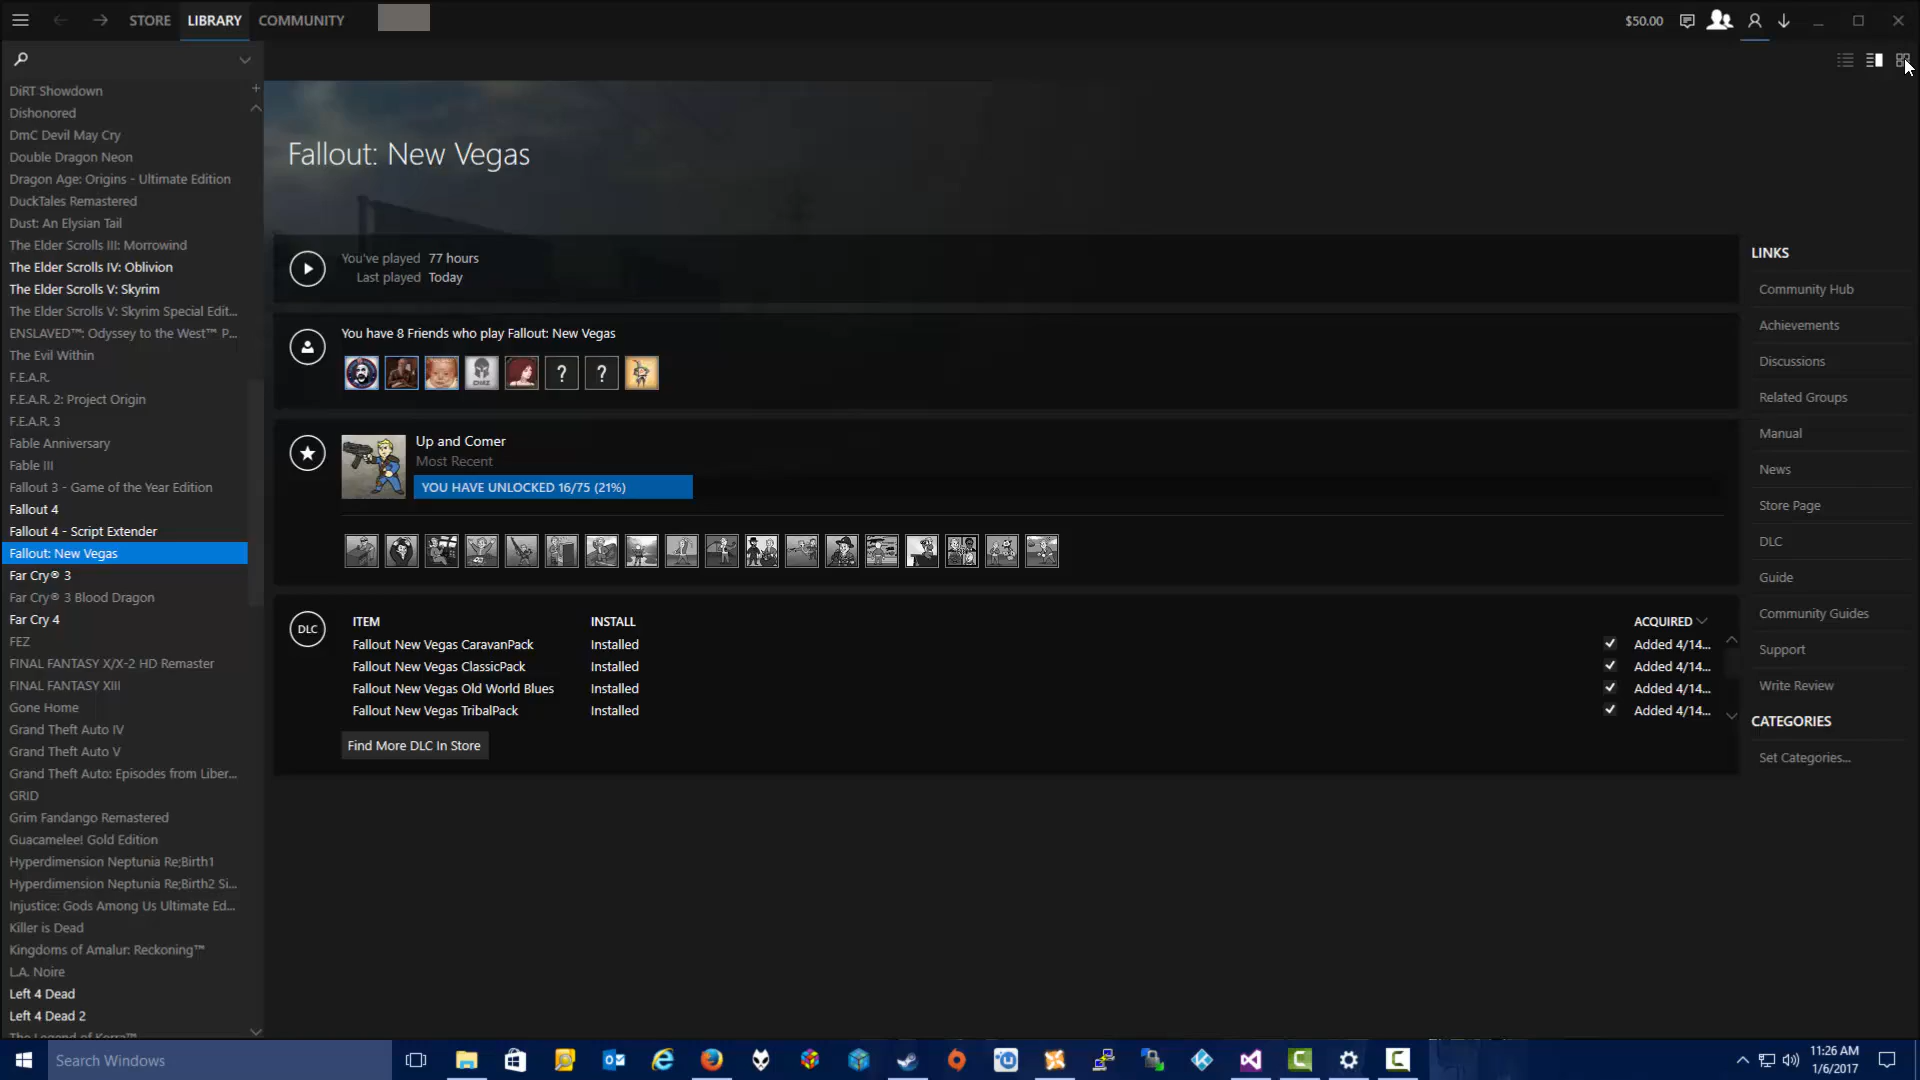 STORE LIBRARY COMMUNITY
$50.00
DiRT Showdown
Dishonored
DmC Devil May Cry
Double Dragon Neon
Dragon Age: Origins - Ultimate Edition
DuckTales Remastered
Dust: An Elysian Tail
The Elder Scrolls III: Morrowind
The Elder Scrolls IV: Oblivion
The Elder Scrolls V: Skyrim
The Elder Scrolls V: Skyrim Special Edit...
ENSLAVED™: Odyssey to the West™ P...
The Evil Within
F.E.A.R.
F.E.A.R. 2: Project Origin
F.E.A.R. 3
Fable Anniversary
Fable III
Fallout 3 - Game of the Year Edition
Fallout 4
Fallout 4 - Script Extender
Fallout: New Vegas
Far Cry® 3
Far Cry® 3 Blood Dragon
Far Cry 4
FEZ
FINAL FANTASY X/X-2 HD Remaster
FINAL FANTASY XIII
Gone Home
Grand Theft Auto IV
Grand Theft Auto V
Grand Theft Auto: Episodes from Liber...
GRID
Grim Fandango Remastered
Guacamelee! Gold Edition
Hyperdimension Neptunia Re;Birth1
Hyperdimension Neptunia Re;Birth2 Si...
Injustice: Gods Among Us Ultimate Ed...
Killer is Dead
Kingdoms of Amalur: Reckoning™
L.A. Noire
Left 4 Dead
Left 4 Dead 2
The Legend of Korra™
Fallout: New Vegas
You've played 77 hours
Last played Today
You have 8 Friends who play Fallout: New Vegas
? ?
Up and Comer
Most Recent
YOU HAVE UNLOCKED 16/75 (21%)
DLC
ITEM INSTALL ACQUIRED
Fallout New Vegas CaravanPack Installed Added 4/14...
Fallout New Vegas ClassicPack Installed Added 4/14...
Fallout New Vegas Old World Blues Installed Added 4/14...
Fallout New Vegas TribalPack Installed Added 4/14...
Find More DLC In Store
LINKS
Community Hub
Achievements
Discussions
Related Groups
Manual
News
Store Page
DLC
Guide
Community Guides
Support
Write Review
CATEGORIES
Set Categories...
Search Windows
11:26 AM
1/6/2017